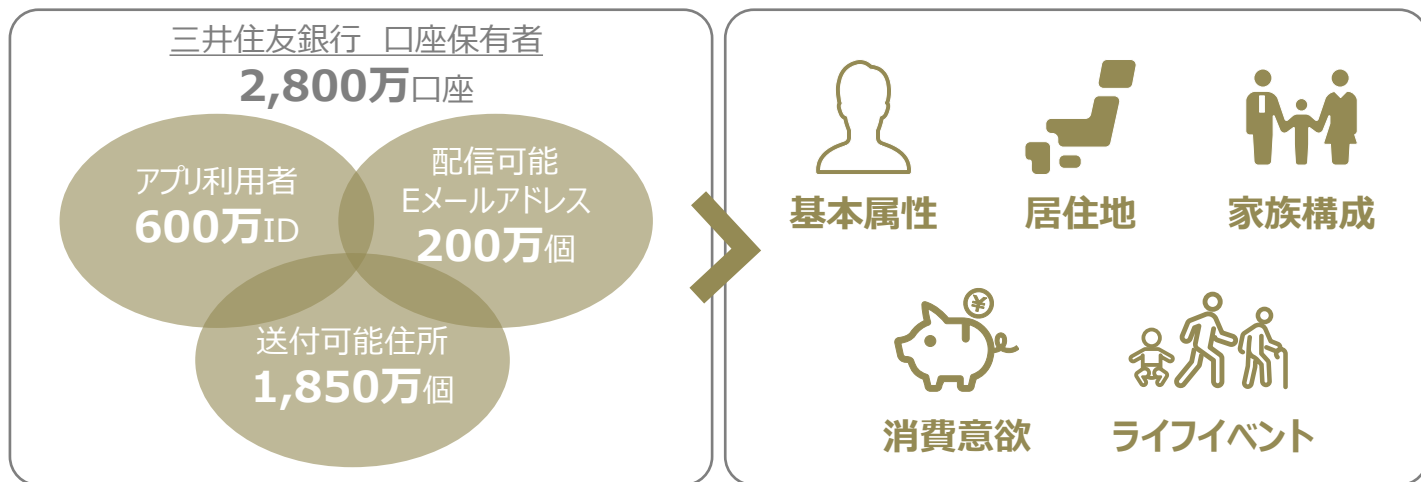 三井住友銀行 口座保有者
2,800万口座
アプリ利用者
600万ID
配信可能
Eメールアドレス
200万個
送付可能住所
1,850万個
基本属性
居住地
家族構成
¥
消費意欲
ライフイベント